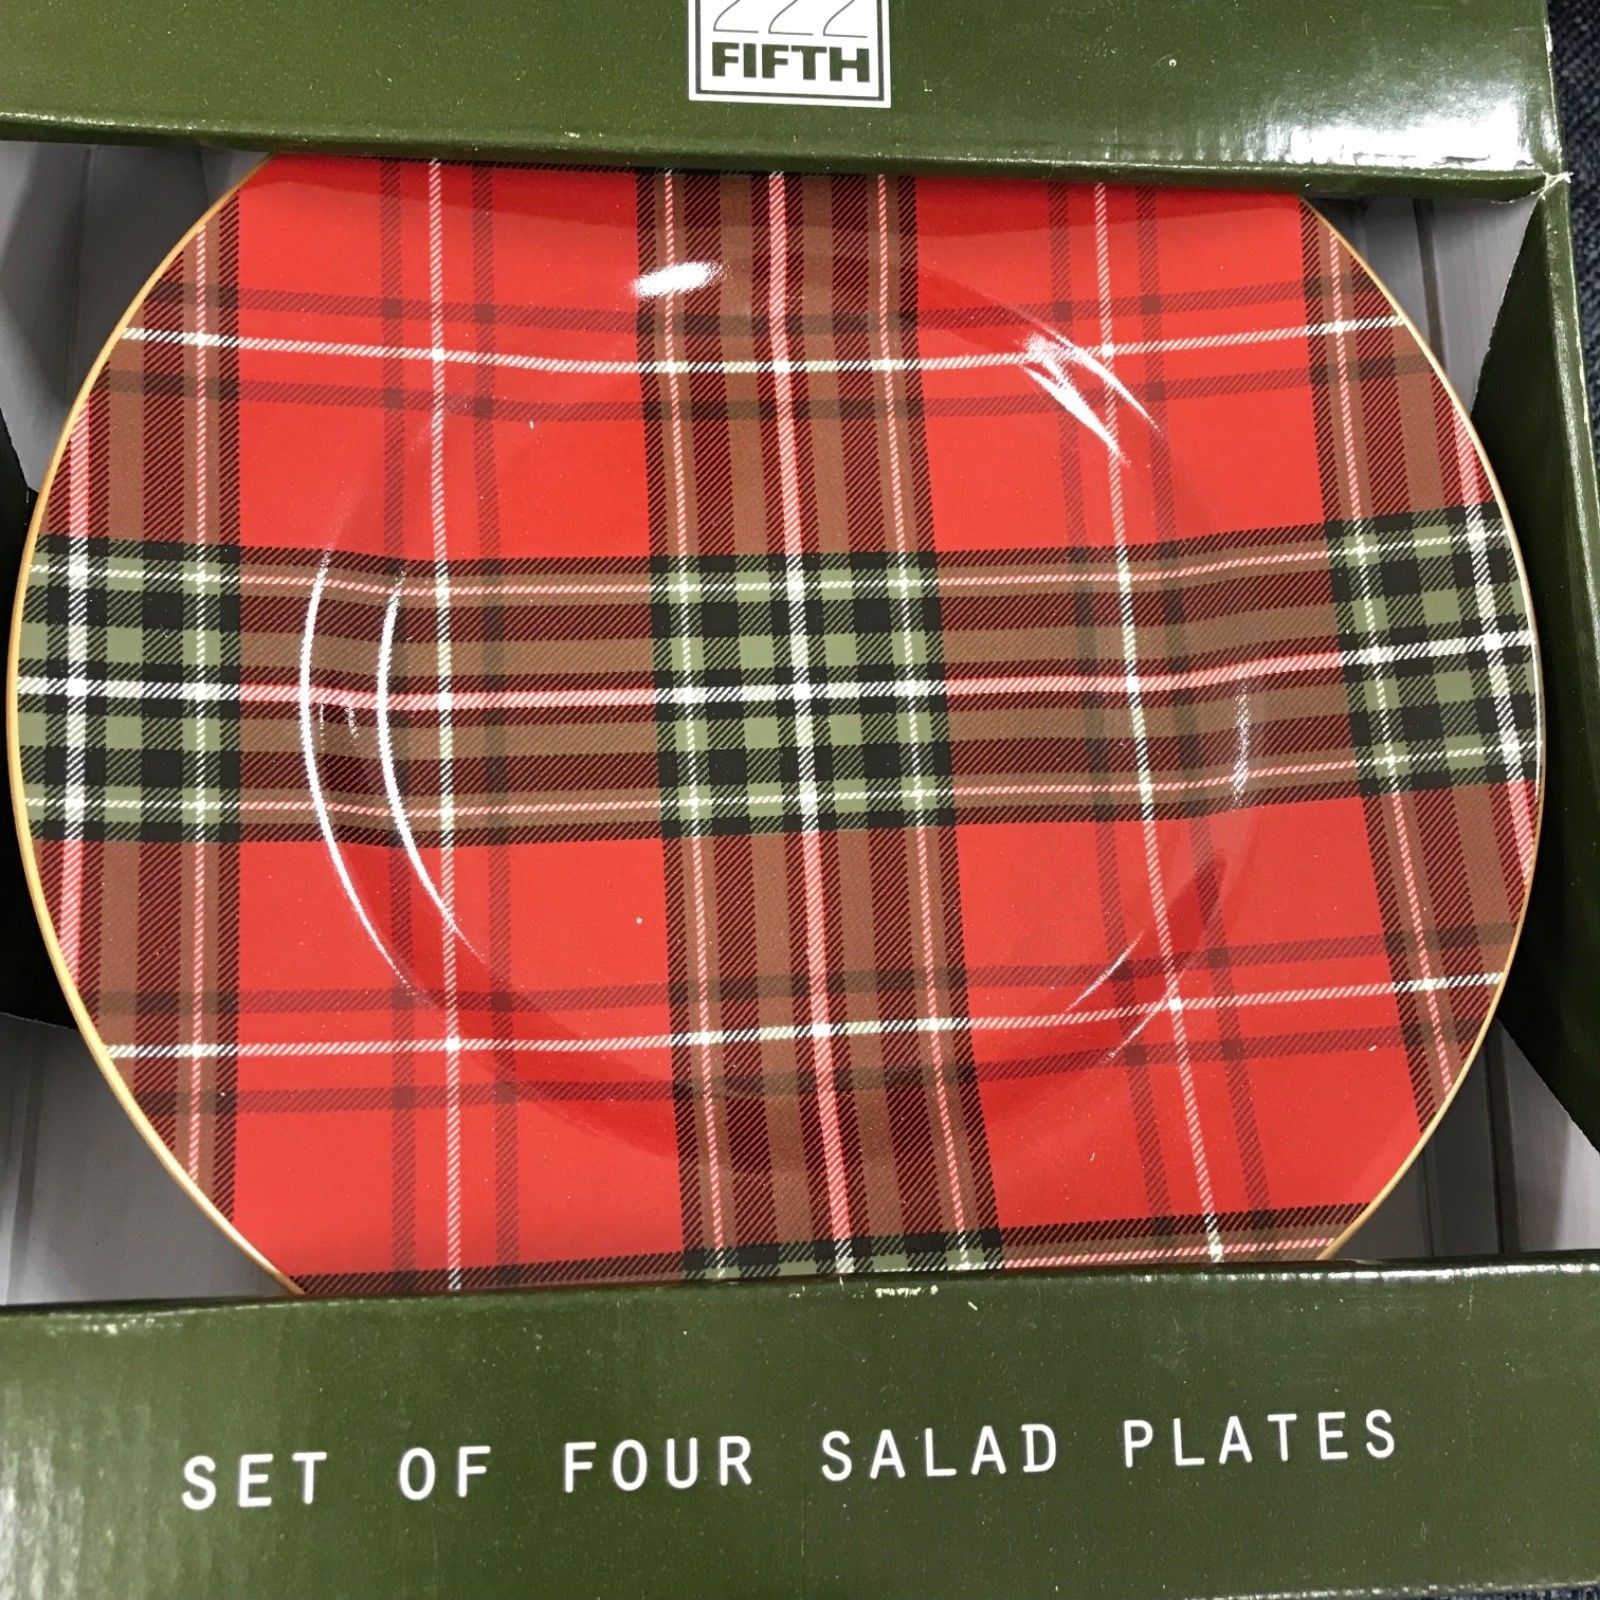 222
FIFTH
SET OF FOUR SALAD PLATES